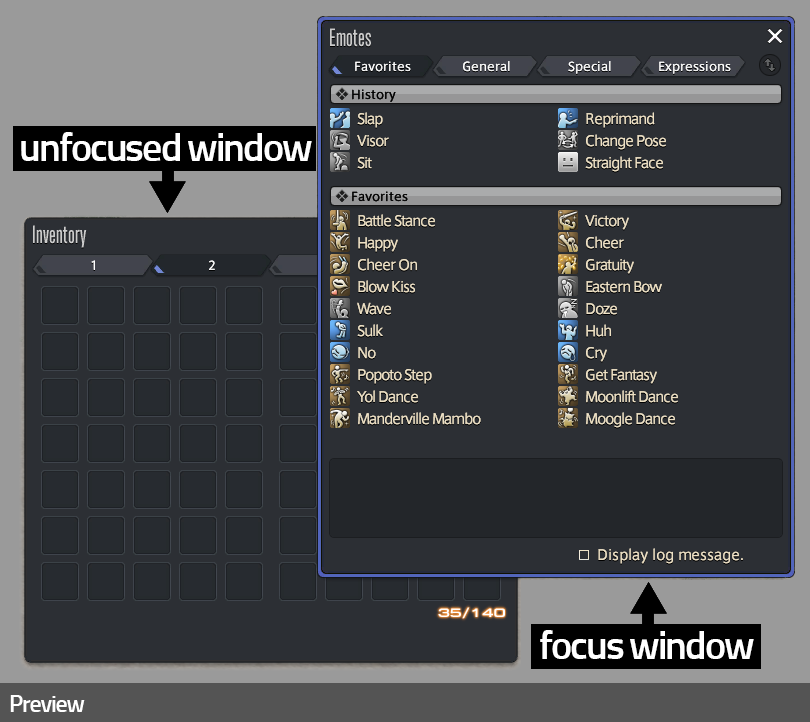 Emotes
Favorites General Special Expressions
History
Slap Reprimand
Visor Change Pose
Sit Straight Face
unfocused window
Favorites
Battle Stance Victory
Happy Cheer
Cheer On Gratuity
Blow Kiss Eastern Bow
Wave Doze
Sulk Huh
No Cry
Popoto Step Get Fantasy
Yol Dance Moonlift Dance
Manderville Mambo Moogle Dance
Display log message.
Inventory
1 2
35/140
focus window
Preview